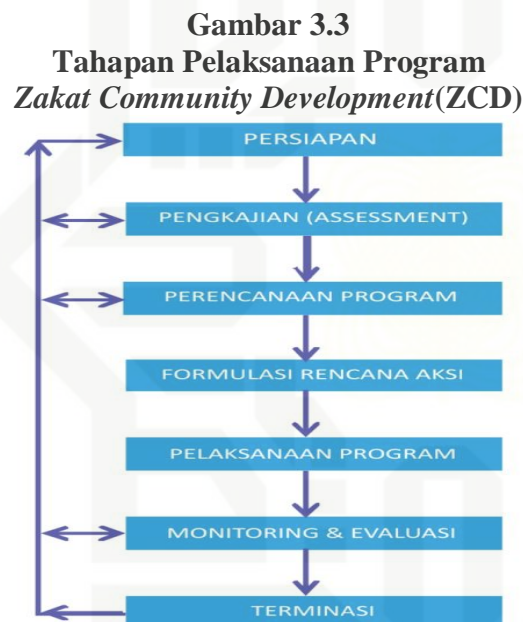 Gambar 3.3
Tahapan Pelaksanaan Program
Zakat Community Development(ZCD)
PERSIAPAN
PENGKAJIAN (ASSESSMENT)
PERENCANAAN PROGRAM
FORMULASI RENCANA AKSI
PELAKSANAAN PROGRAM
MONITORING & EVALUASI
TERMINASI